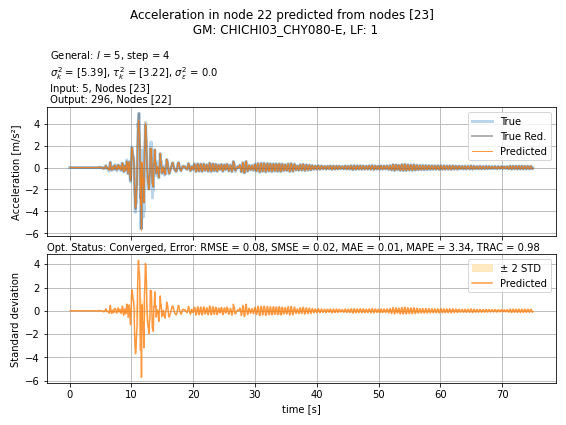 Acceleration in node 22 predicted from nodes [23]
GM: CHICHI03_CHY080-E, LF: 1
General: l = 5, step = 4
σ²ₖ = [5.39], τ²ₖ = [3.22], σ²ε = 0.0
Input: 5, Nodes [23]
Output: 296, Nodes [22]
Acceleration [m/s²]
4
2
0
−2
−4
−6
True
True Red.
Predicted
Opt. Status: Converged, Error: RMSE = 0.08, SMSE = 0.02, MAE = 0.01, MAPE = 3.34, TRAC = 0.98
Standard deviation
4
2
0
−2
−4
−6
± 2 STD
Predicted
0 10 20 30 40 50 60 70
time [s]